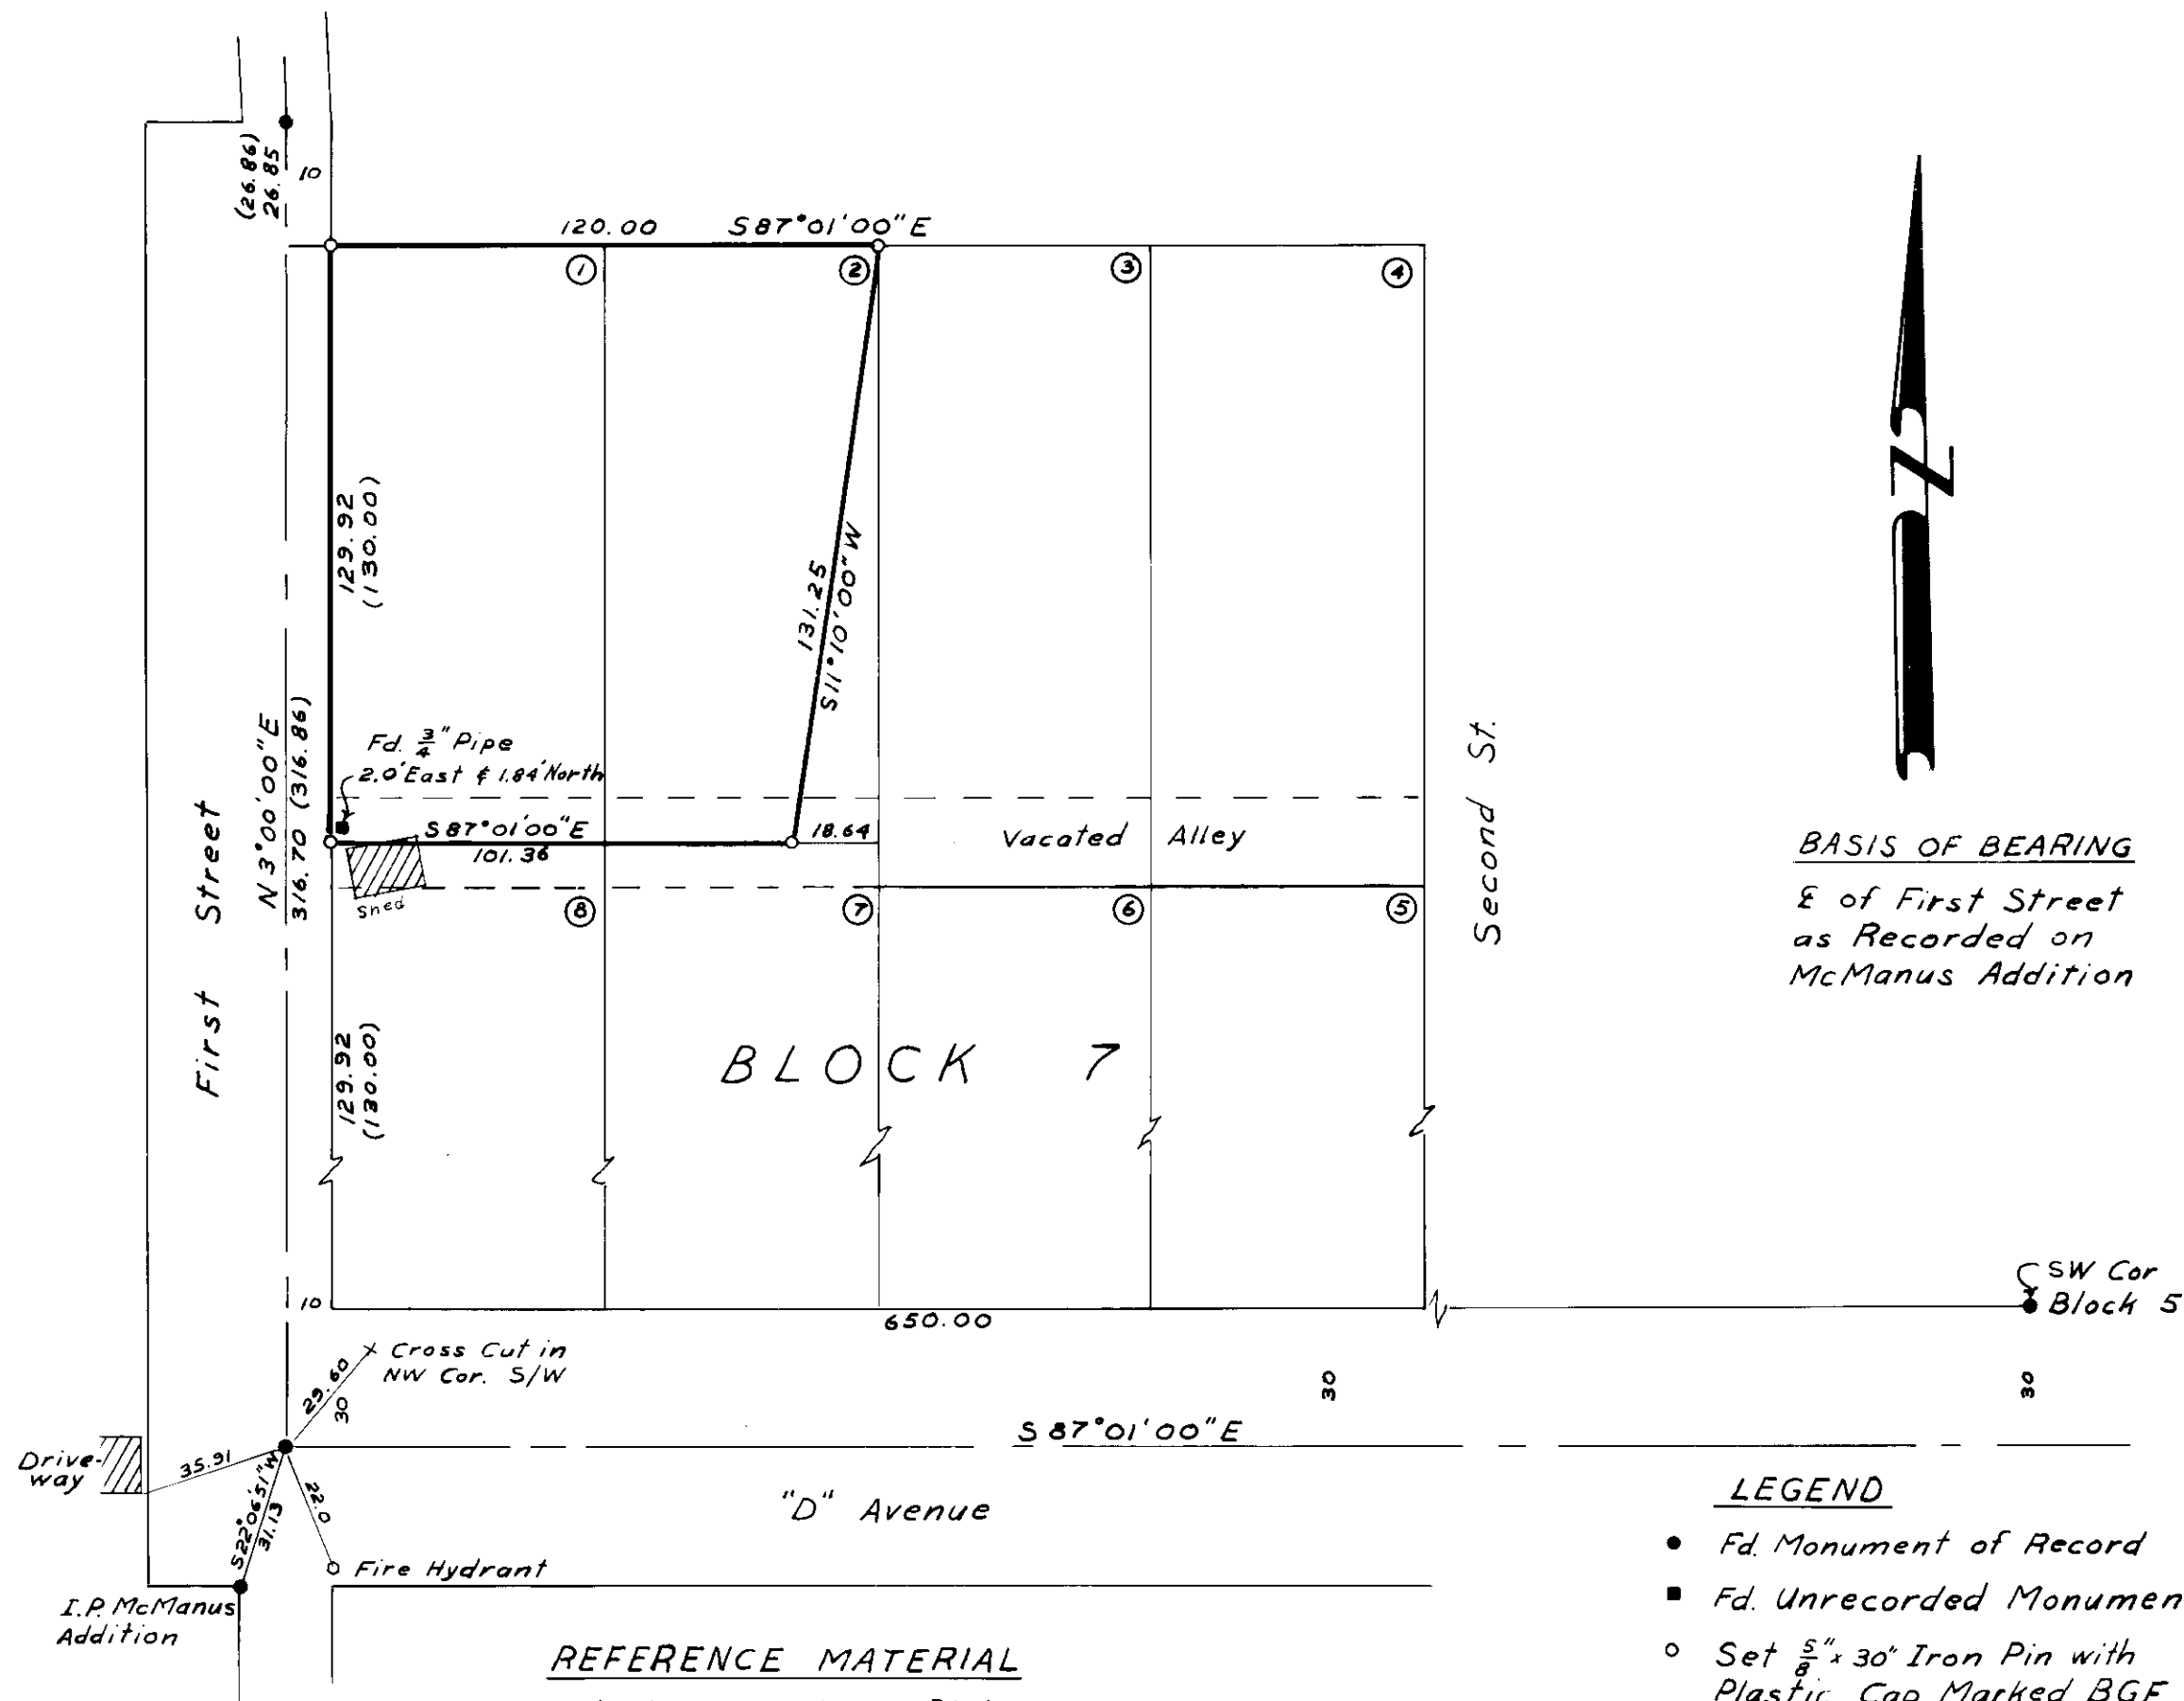 (26.86)
26.85
10
120.00 S87°01'00"E
1
2
3
4
129.92
(130.00)
131.25
S11°10'00"W
N3°00'00"E
316.70 (316.86)
Fd. 3/4" Pipe
2.0' East & 1.84' North
S87°01'00"E
101.36
18.64
Vacated Alley
Shed
8
7
6
5
First Street
Second St.
BASIS OF BEARING
℄ of First Street
as Recorded on
McManus Addition
129.92
(130.00)
BLOCK 7
10
650.00
SW Cor
Block 5
Cross Cut in
NW Cor. S/W
29.60
30
30
30
S87°01'00"E
Drive-
way
35.91
S22°06'51"W
31.13
22.0
"D" Avenue
Fire Hydrant
I.P. McManus
Addition
LEGEND
Fd. Monument of Record
Fd. Unrecorded Monumen
Set 5/8" x 30" Iron Pin with
Plastic Cap Marked BGF
REFERENCE MATERIAL